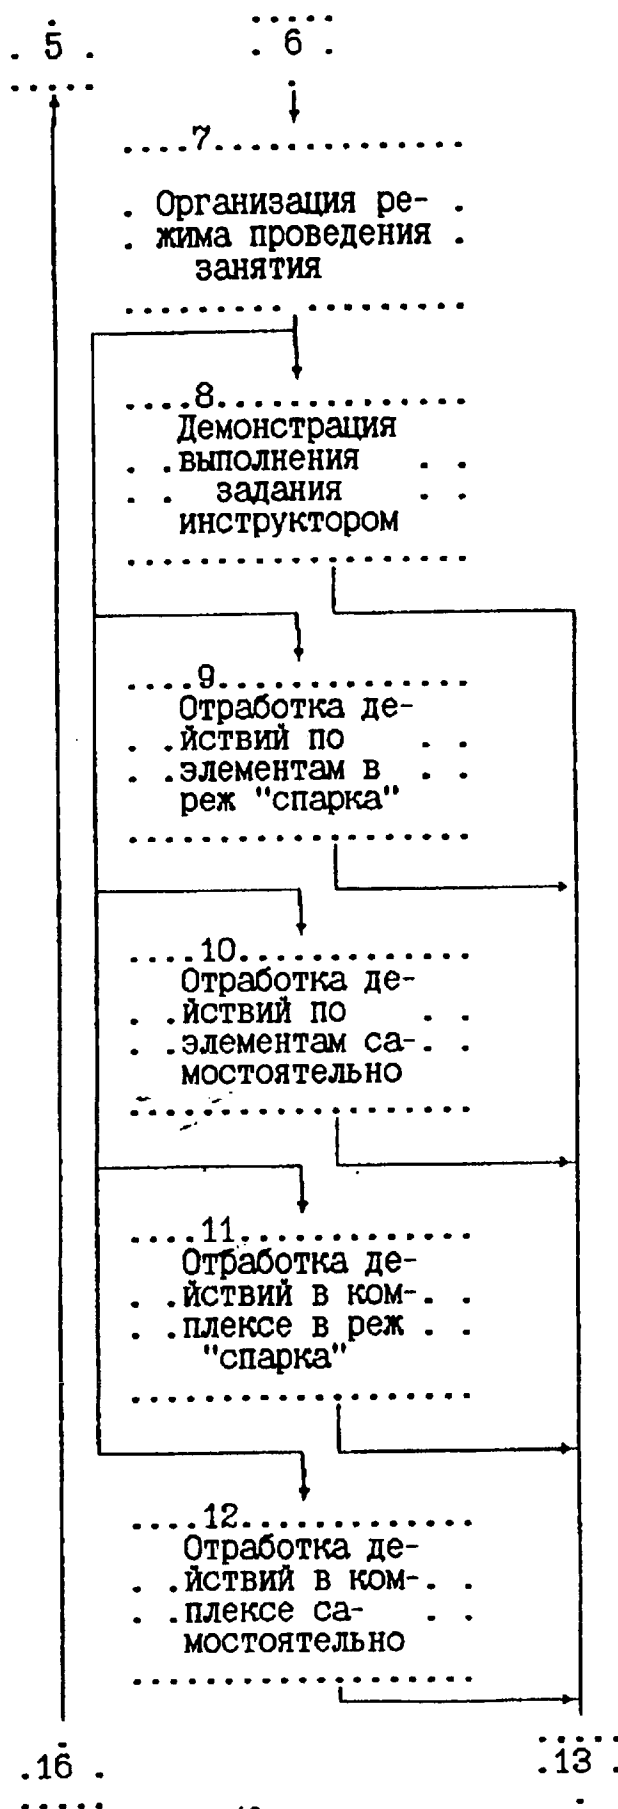 . 5 .
. 6 .
....7..............
. Организация ре- .
. жима проведения .
занятия
....8..............
Демонстрация
. .выполнения . .
. . задания . .
инструктором
....9..............
Отработка де-
. .йствий по . .
. .элементам в . .
реж "спарка"
....10.............
Отработка де-
. .йствий по . .
. .элементам са-. .
мостоятельно
....11.............
Отработка де-
. .йствий в ком-. .
. .плексе в реж . .
"спарка"
....12.............
Отработка де-
. .йствий в ком-. .
. .плексе са- . .
мостоятельно
.16 .
.13 .